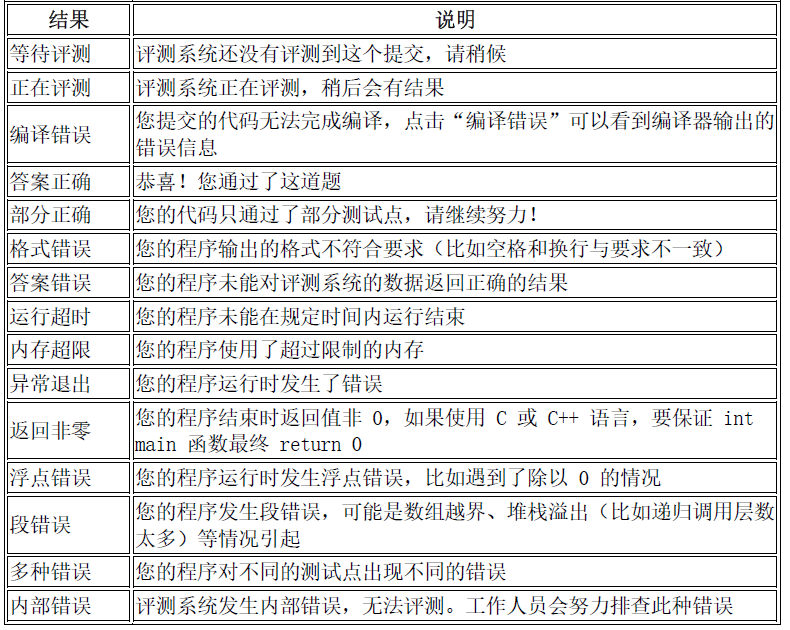 结果 说明
等待评测 评测系统还没有评测到这个提交，请稍候
正在评测 评测系统正在评测，稍后会有结果
编译错误 您提交的代码无法完成编译，点击“编译错误”可以看到编译器输出的
错误信息
答案正确 恭喜！您通过了这道题
部分正确 您的代码只通过了部分测试点，请继续努力！
格式错误 您的程序输出的格式不符合要求（比如空格和换行与要求不一致）
答案错误 您的程序未能对评测系统的数据返回正确的结果
运行超时 您的程序未能在规定时间内运行结束
内存超限 您的程序使用了超过限制的内存
异常退出 您的程序运行时发生了错误
返回非零 您的程序结束时返回值非 0，如果使用 C 或 C++ 语言，要保证 int
main 函数最终 return 0
浮点错误 您的程序运行时发生浮点错误，比如遇到了除以 0 的情况
段错误 您的程序发生段错误，可能是数组越界、堆栈溢出（比如递归调用层数
太多）等情况引起
多种错误 您的程序对不同的测试点出现不同的错误
内部错误 评测系统发生内部错误，无法评测。工作人员会努力排查此种错误